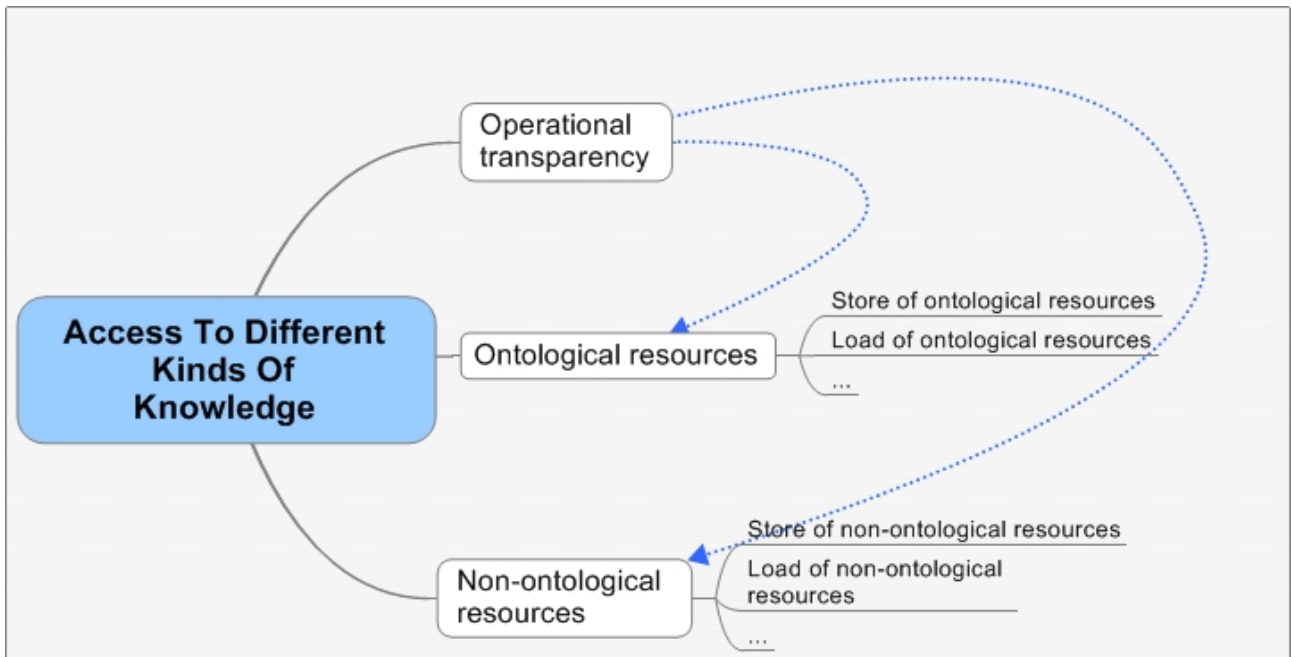 Operational
transparency
Access To Different
Kinds Of
Knowledge
Ontological resources
Store of ontological resources
Load of ontological resources
...
Non-ontological
resources
Store of non-ontological resources
Load of non-ontological
resources
...